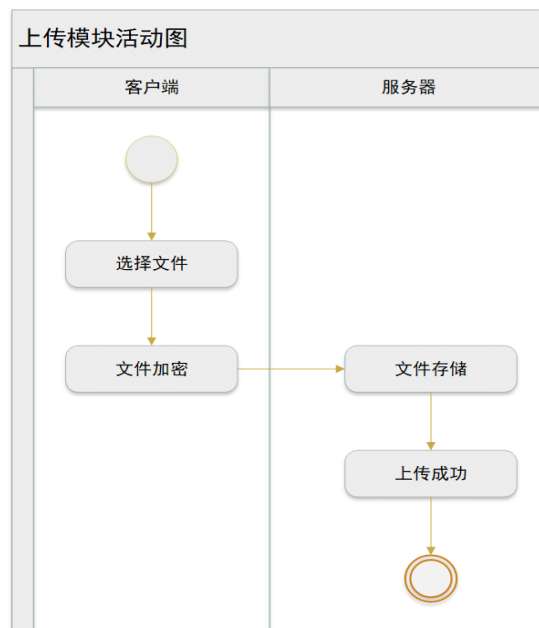 上传模块活动图
客户端
服务器
选择文件
文件加密
文件存储
上传成功